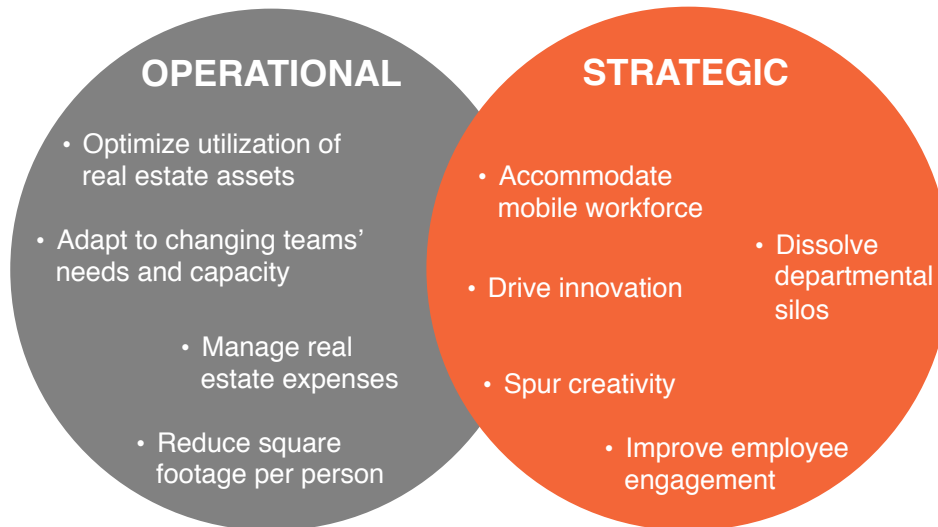 OPERATIONAL
• Optimize utilization of
real estate assets
• Adapt to changing teams’
needs and capacity
• Manage real
estate expenses
• Reduce square
footage per person
STRATEGIC
• Accommodate
mobile workforce
• Dissolve
departmental
silos
• Drive innovation
• Spur creativity
• Improve employee
engagement